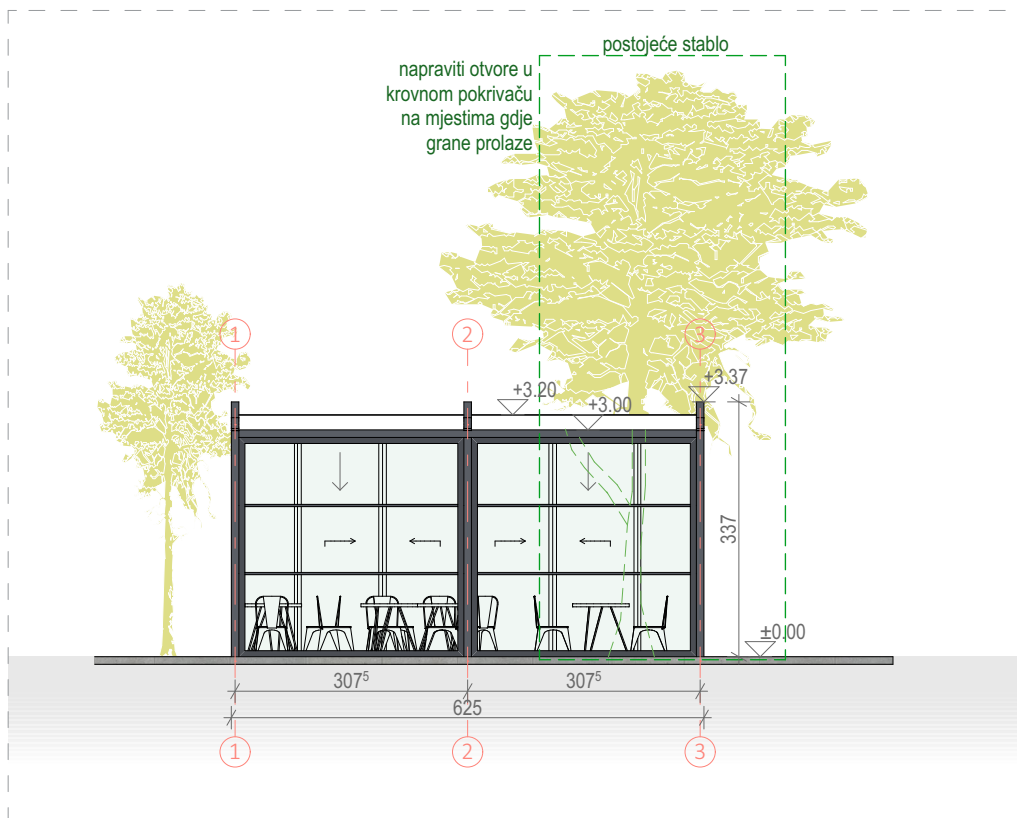 postojeće stablo
napraviti otvore u
krovnom pokrivaču
na mjestima gdje
grane prolaze
1
2
3
+3.20
+3.00
+3.37
337
±0.00
307⁵
307⁵
625
1
2
3